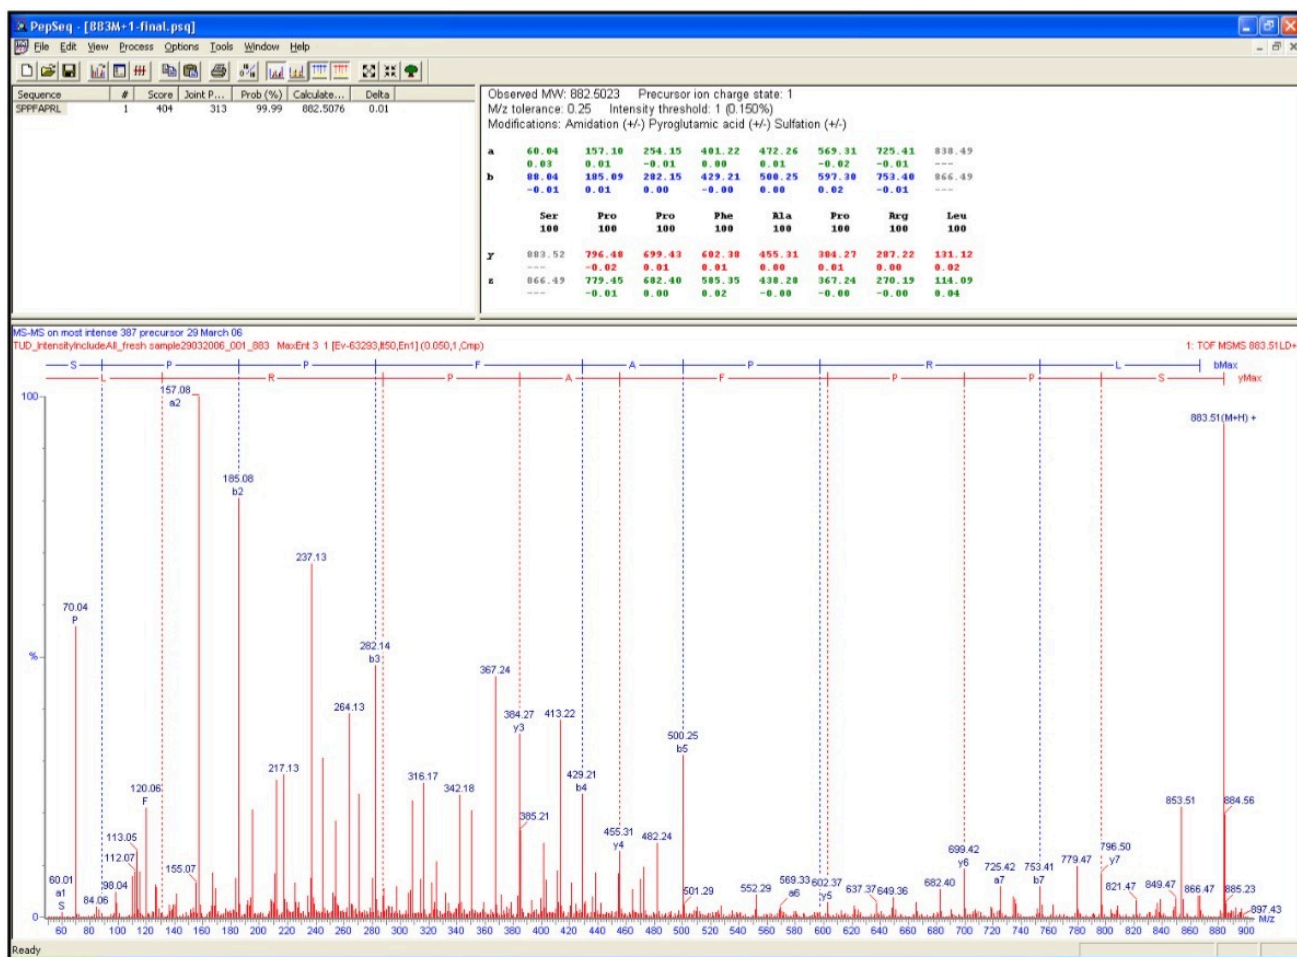 PepSeq - [883M+1-final.psq]
File Edit View Process Options Tools Window Help
Sequence # Score Joint P... Prob (%) Calculate... Delta
SPPFAPRL 1 404 313 99.99 882.5076 0.01
Observed MW: 882.5023 Precursor ion charge state: 1
M/z tolerance: 0.25 Intensity threshold: 1 (0.150%)
Modifications: Amidation (+/-) Pyroglutamic acid (+/-) Sulfation (+/-)
a 60.04 157.10 254.15 401.22 472.26 569.31 725.41 838.49
0.03 0.01 -0.01 0.00 0.01 -0.02 -0.01 ---
b 88.04 185.09 282.15 429.21 500.25 597.30 753.40 866.49
-0.01 0.01 0.00 -0.00 0.00 0.02 -0.01 ---
Ser Pro Pro Phe Ala Pro Arg Leu
100 100 100 100 100 100 100 100
y 883.52 796.48 699.43 602.38 455.31 384.27 287.22 131.12
--- -0.02 0.01 0.01 0.00 0.01 0.00 0.02
z 866.49 779.45 682.40 585.35 438.28 367.24 270.19 114.09
--- -0.01 0.00 0.02 -0.00 -0.00 -0.00 0.04
MS-MS on most intense 387 precursor 29 March 06
TUD_IntensityIncludeAll_fresh sample29032006_001_883 MaxEnt 3 1 [Ev-63293,It50,En1] (0.050,1,Cmp) 1: TOF MSMS 883.51LD+
S P P F A P R L bMax
L R P A F P P S yMax
100
157.08
a2
883.51(M+H) +
185.08
b2
237.13
70.04
P
%
282.14
b3
367.24
264.13
384.27
y3
413.22
500.25
b5
217.13
316.17
342.18
429.21
b4
120.06
F
385.21
853.51
884.56
113.05
112.07
455.31
y4
482.24
796.50
y7
155.07
699.42
y6
779.47
60.01
a1
S
98.04
84.06
725.42
a7
753.41
b7
501.29
552.29
569.33
a6
602.37
y5
637.37
649.36
682.40
821.47
849.47
866.47
885.23
897.43
0
M/z
60 80 100 120 140 160 180 200 220 240 260 280 300 320 340 360 380 400 420 440 460 480 500 520 540 560 580 600 620 640 660 680 700 720 740 760 780 800 820 840 860 880 900
Ready